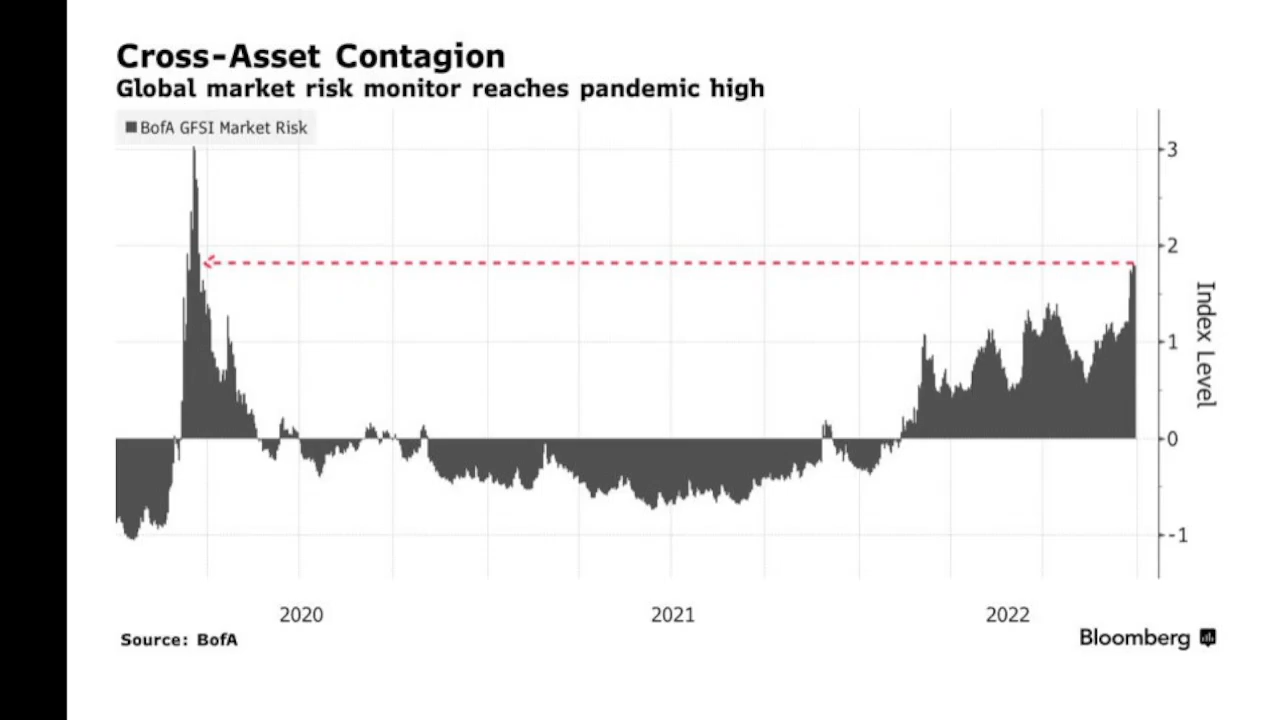 Cross-Asset Contagion
Global market risk monitor reaches pandemic high
BofA GFSI Market Risk
3
2
1
0
-1
Index Level
2020 2021 2022
Source: BofA
Bloomberg